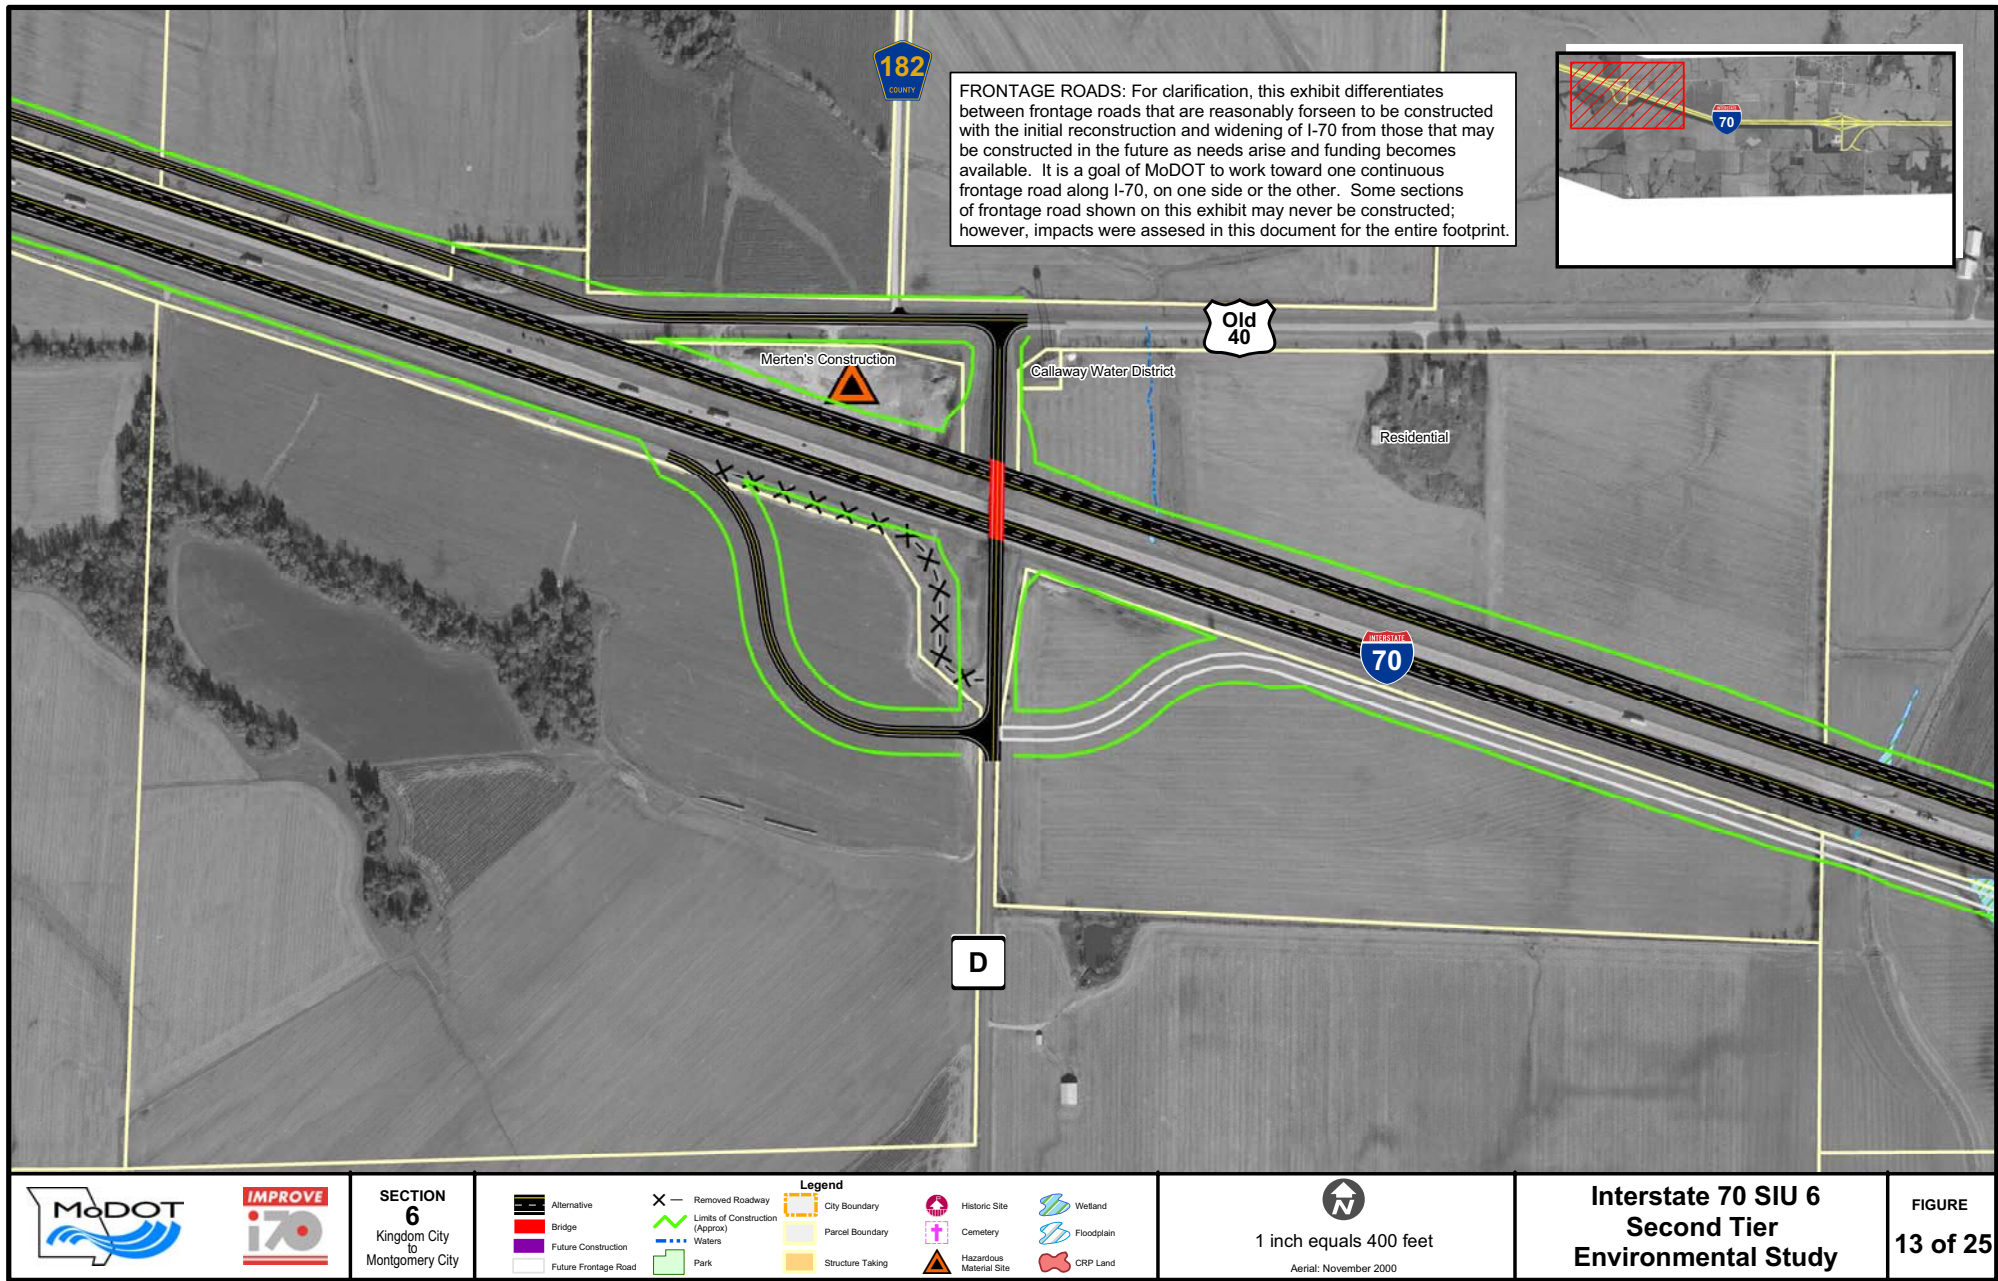 182
COUNTY
FRONTAGE ROADS: For clarification, this exhibit differentiates
between frontage roads that are reasonably forseen to be constructed
with the initial reconstruction and widening of I-70 from those that may
be constructed in the future as needs arise and funding becomes
available. It is a goal of MoDOT to work toward one continuous
frontage road along I-70, on one side or the other. Some sections
of frontage road shown on this exhibit may never be constructed;
however, impacts were assesed in this document for the entire footprint.
INTERSTATE
70
Old
40
Merten's Construction
Callaway Water District
Residential
INTERSTATE
70
D
MoDOT
IMPROVE
i70
SECTION
6
Kingdom City
to
Montgomery City
Legend
Alternative
Bridge
Future Construction
Future Frontage Road
Removed Roadway
Limits of Construction
(Approx)
Waters
Park
City Boundary
Parcel Boundary
Structure Taking
Historic Site
Cemetery
Hazardous
Material Site
Wetland
Floodplain
CRP Land
N
1 inch equals 400 feet
Aerial: November 2000
Interstate 70 SIU 6
Second Tier
Environmental Study
FIGURE
13 of 25